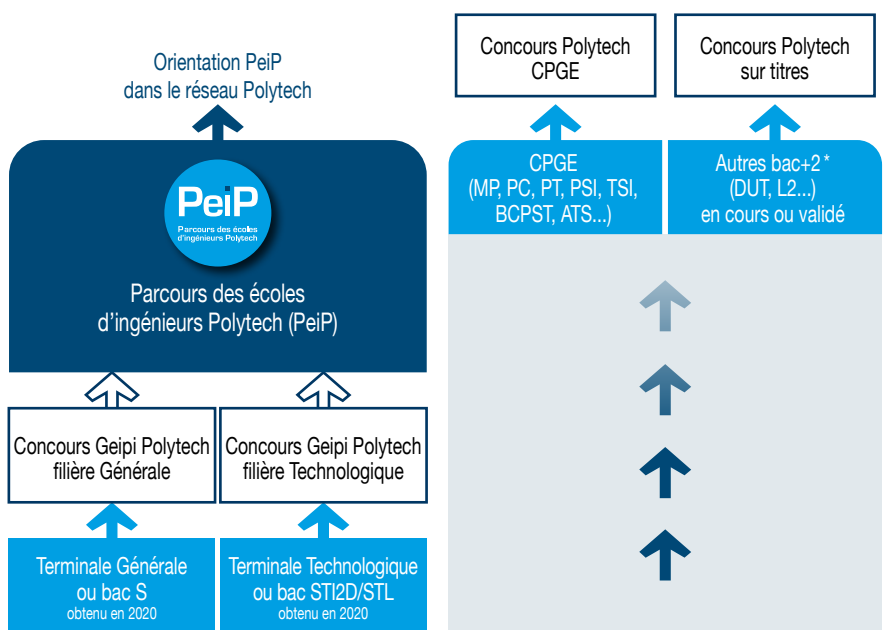 Orientation PeiP
dans le réseau Polytech
PeiP
Parcours des écoles
d'ingénieurs Polytech
Parcours des écoles
d'ingénieurs Polytech (PeiP)
Concours Geipi Polytech
filière Générale
Concours Geipi Polytech
filière Technologique
Terminale Générale
ou bac S
obtenu en 2020
Terminale Technologique
ou bac STI2D/STL
obtenu en 2020
Concours Polytech
CPGE
Concours Polytech
sur titres
CPGE
(MP, PC, PT, PSI, TSI,
BCPST, ATS...)
Autres bac+2 *
(DUT, L2...)
en cours ou validé